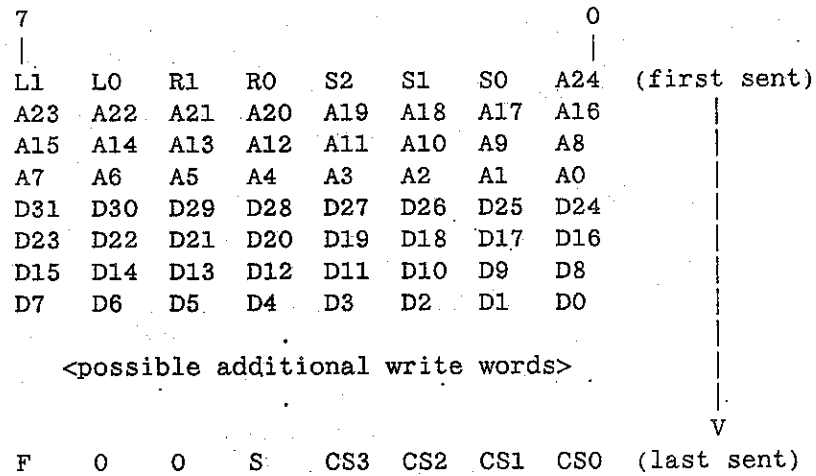 7 0
| |
L1 L0 R1 R0 S2 S1 S0 A24 (first sent)
A23 A22 A21 A20 A19 A18 A17 A16 |
A15 A14 A13 A12 A11 A10 A9 A8 |
A7 A6 A5 A4 A3 A2 A1 A0 |
D31 D30 D29 D28 D27 D26 D25 D24 |
D23 D22 D21 D20 D19 D18 D17 D16 |
D15 D14 D13 D12 D11 D10 D9 D8 |
D7 D6 D5 D4 D3 D2 D1 D0 |
. |
<possible additional write words> |
. |
V
F 0 0 S CS3 CS2 CS1 CS0 (last sent)